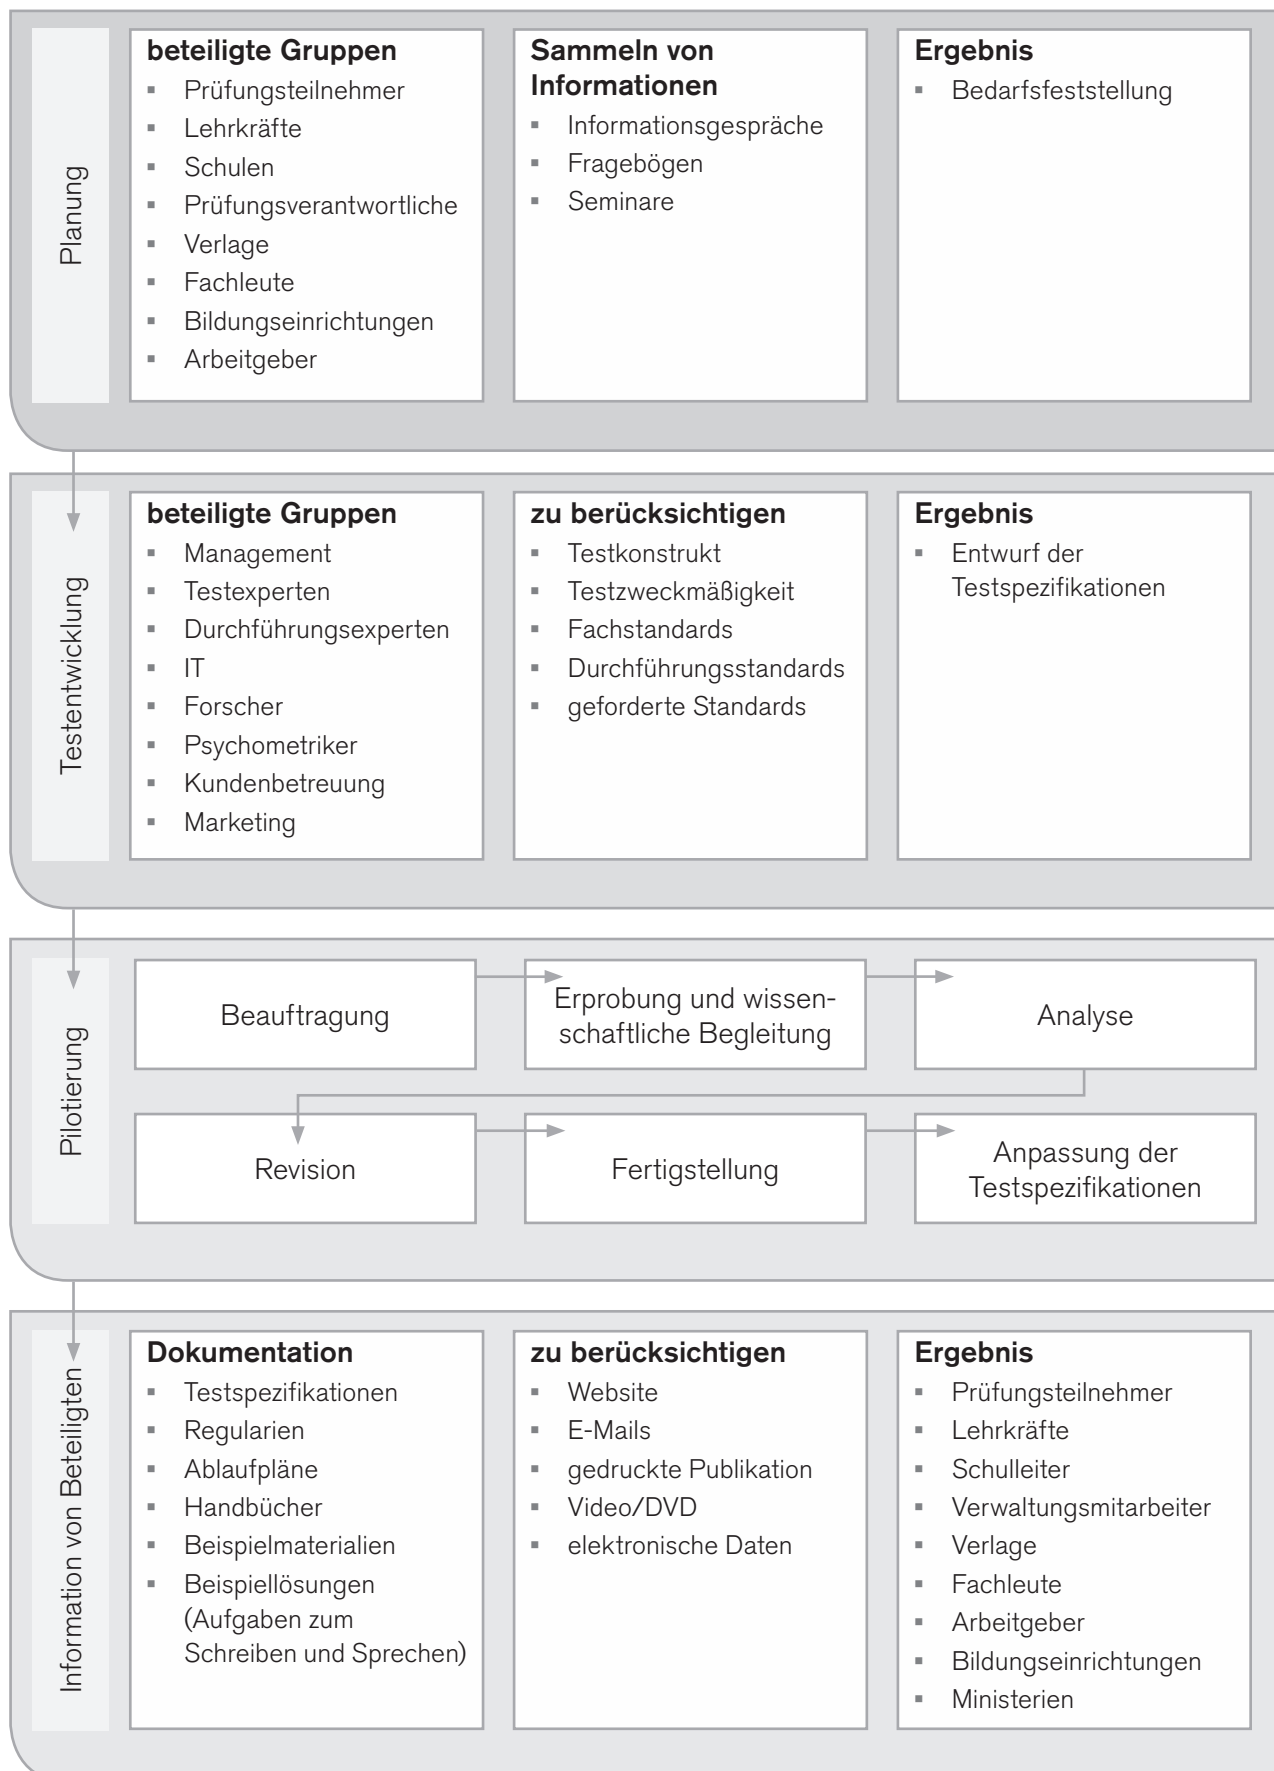 Planung
beteiligte Gruppen
▪ Prüfungsteilnehmer
▪ Lehrkräfte
▪ Schulen
▪ Prüfungsverantwortliche
▪ Verlage
▪ Fachleute
▪ Bildungseinrichtungen
▪ Arbeitgeber
Sammeln von
Informationen
▪ Informationsgespräche
▪ Fragebögen
▪ Seminare
Ergebnis
▪ Bedarfsfeststellung
Testentwicklung
beteiligte Gruppen
▪ Management
▪ Testexperten
▪ Durchführungsexperten
▪ IT
▪ Forscher
▪ Psychometriker
▪ Kundenbetreuung
▪ Marketing
zu berücksichtigen
▪ Testkonstrukt
▪ Testzweckmäßigkeit
▪ Fachstandards
▪ Durchführungsstandards
▪ geforderte Standards
Ergebnis
▪ Entwurf der
Testspezifikationen
Pilotierung
Beauftragung
Erprobung und wissen-
schaftliche Begleitung
Analyse
Revision
Fertigstellung
Anpassung der
Testspezifikationen
Information von Beteiligten
Dokumentation
▪ Testspezifikationen
▪ Regularien
▪ Ablaufpläne
▪ Handbücher
▪ Beispielmaterialien
▪ Beispiellösungen
(Aufgaben zum
Schreiben und Sprechen)
zu berücksichtigen
▪ Website
▪ E-Mails
▪ gedruckte Publikation
▪ Video/DVD
▪ elektronische Daten
Ergebnis
▪ Prüfungsteilnehmer
▪ Lehrkräfte
▪ Schulleiter
▪ Verwaltungsmitarbeiter
▪ Verlage
▪ Fachleute
▪ Arbeitgeber
▪ Bildungseinrichtungen
▪ Ministerien